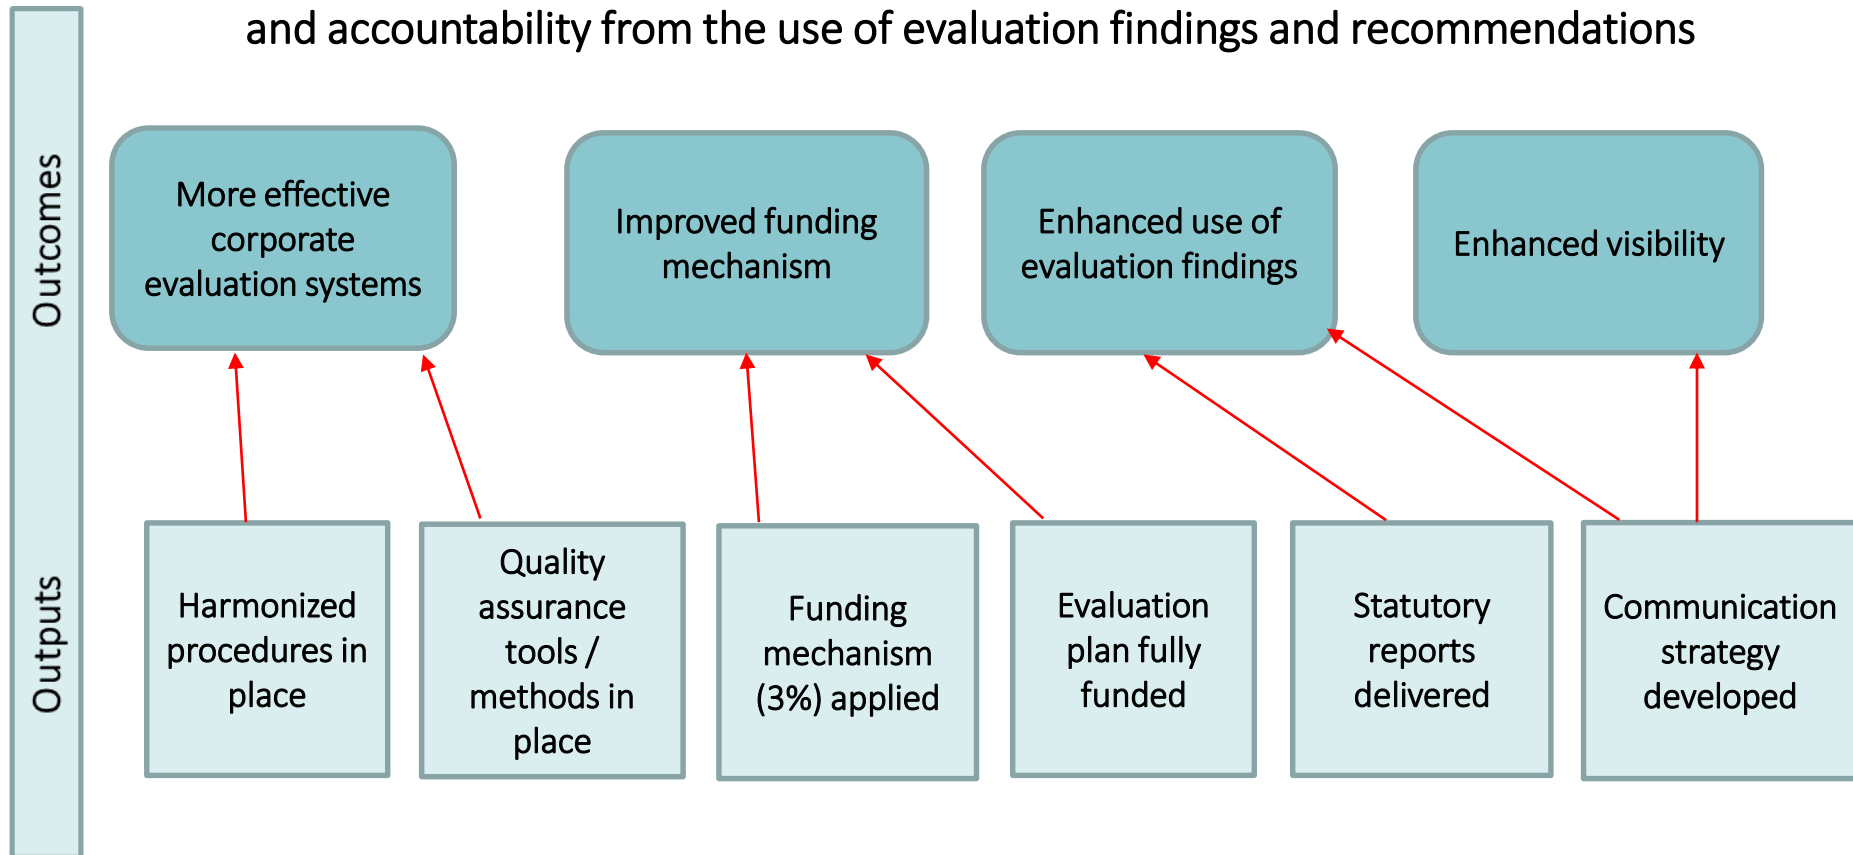 and accountability from the use of evaluation findings and recommendations
Outcomes
More effective
corporate
evaluation systems
Improved funding
mechanism
Enhanced use of
evaluation findings
Enhanced visibility
Outputs
Harmonized
procedures in
place
Quality
assurance
tools /
methods in
place
Funding
mechanism
(3%) applied
Evaluation
plan fully
funded
Statutory
reports
delivered
Communication
strategy
developed